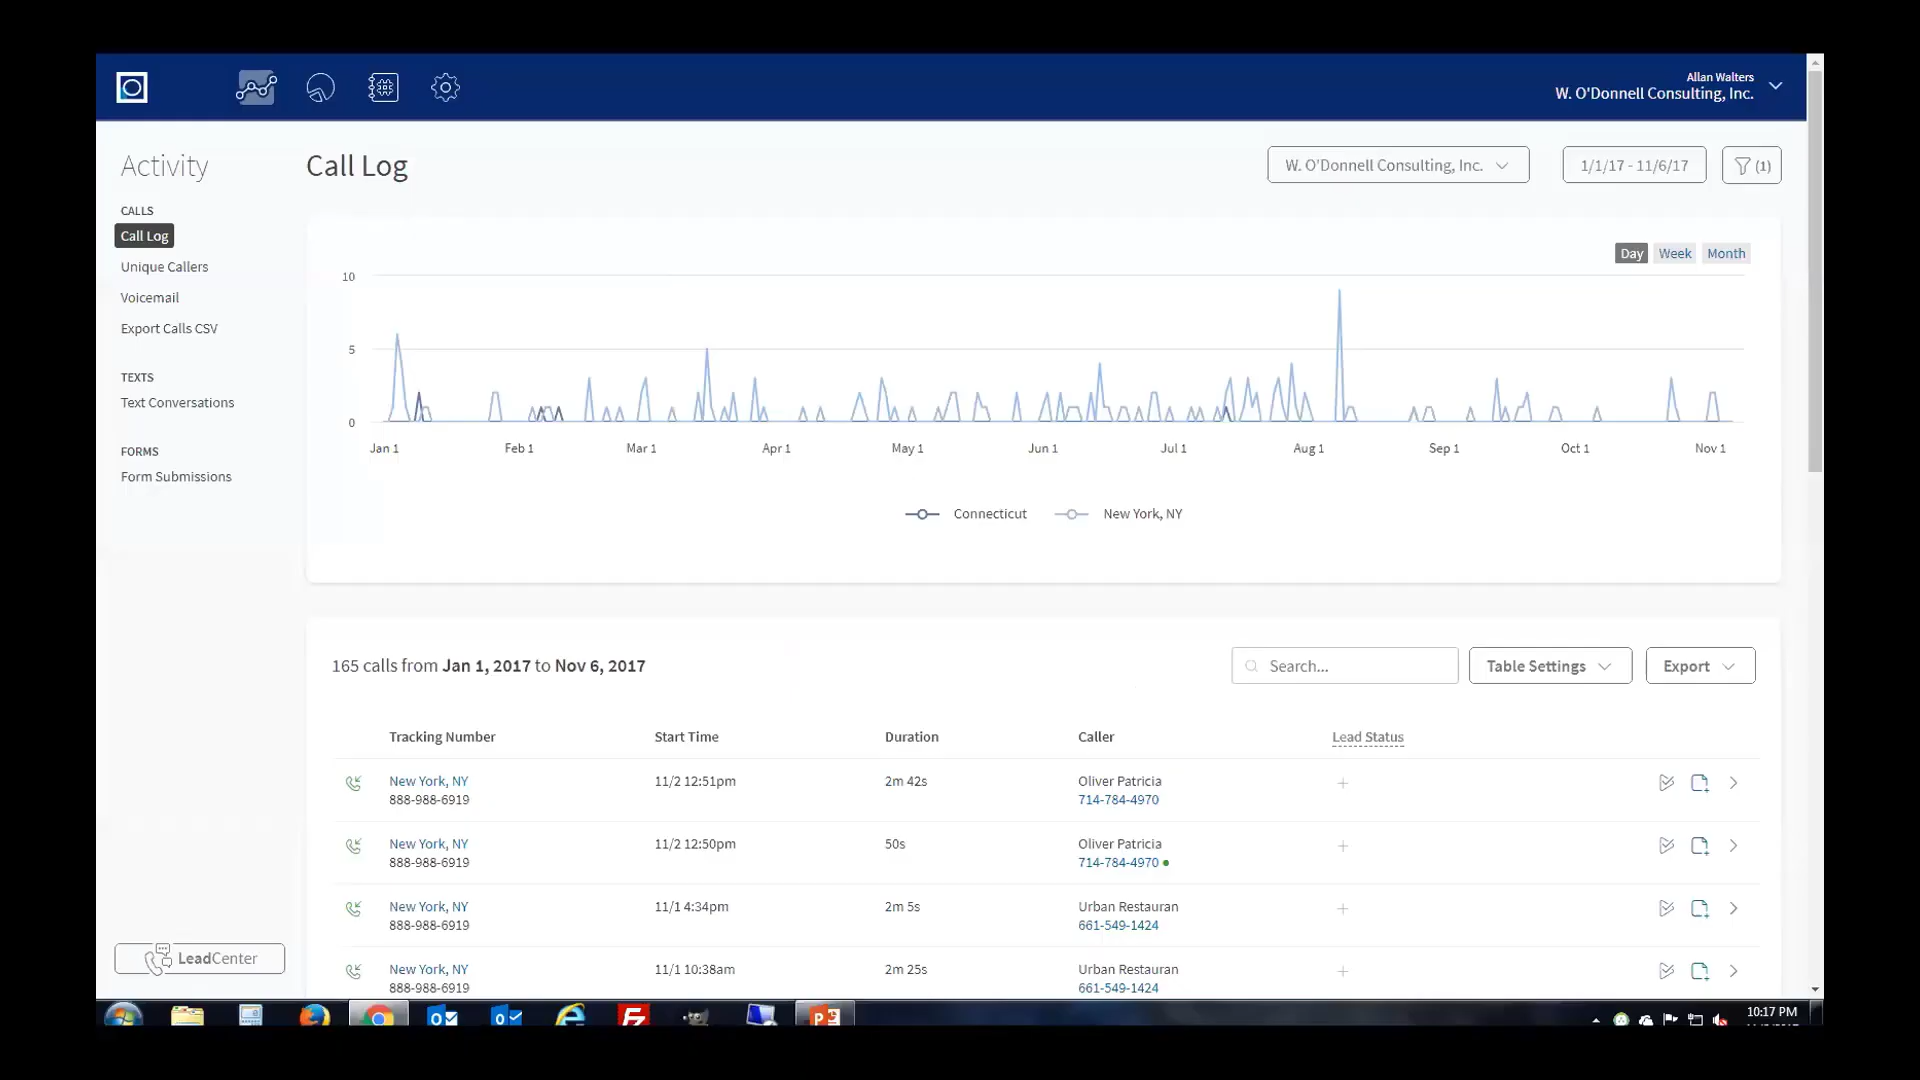 Allan Walters
W. O'Donnell Consulting, Inc.
Activity
CALLS
Call Log
Unique Callers
Voicemail
Export Calls CSV
TEXTS
Text Conversations
FORMS
Form Submissions
LeadCenter
Call Log
W. O'Donnell Consulting, Inc.
1/1/17 - 11/6/17
(1)
Day Week Month
10
5
0
Jan 1 Feb 1 Mar 1 Apr 1 May 1 Jun 1 Jul 1 Aug 1 Sep 1 Oct 1 Nov 1
Connecticut New York, NY
165 calls from Jan 1, 2017 to Nov 6, 2017
Search...
Table Settings
Export
Tracking Number Start Time Duration Caller Lead Status
New York, NY 11/2 12:51pm 2m 42s Oliver Patricia
888-988-6919 714-784-4970
New York, NY 11/2 12:50pm 50s Oliver Patricia
888-988-6919 714-784-4970
New York, NY 11/1 4:34pm 2m 5s Urban Restauran
888-988-6919 661-549-1424
New York, NY 11/1 10:38am 2m 25s Urban Restauran
888-988-6919 661-549-1424
10:17 PM